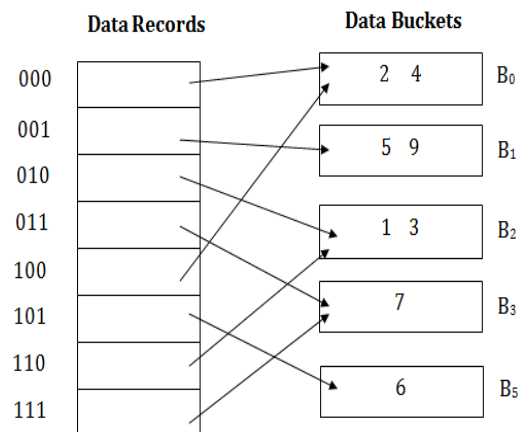 Data Records Data Buckets
000 2 4 B₀
001 5 9 B₁
010
011 1 3 B₂
100
101 7 B₃
110 6 B₅
111